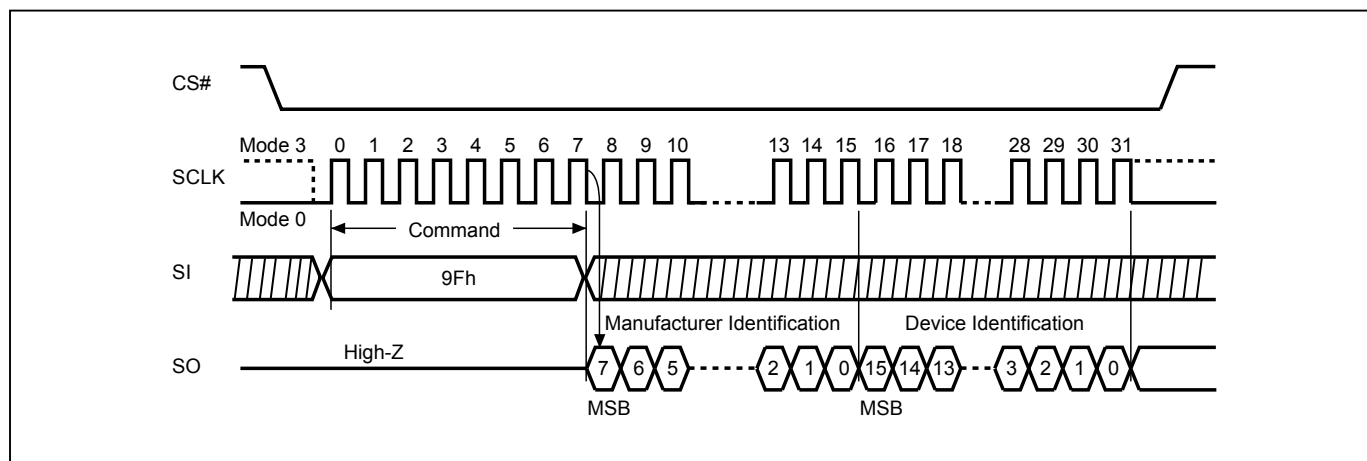 CS#
Mode 3 0 1 2 3 4 5 6 7 8 9 10 13 14 15 16 17 18 28 29 30 31
SCLK
Mode 0
Command
SI 9Fh
Manufacturer Identification Device Identification
High-Z
SO 7 6 5 2 1 0 15 14 13 3 2 1 0
MSB MSB